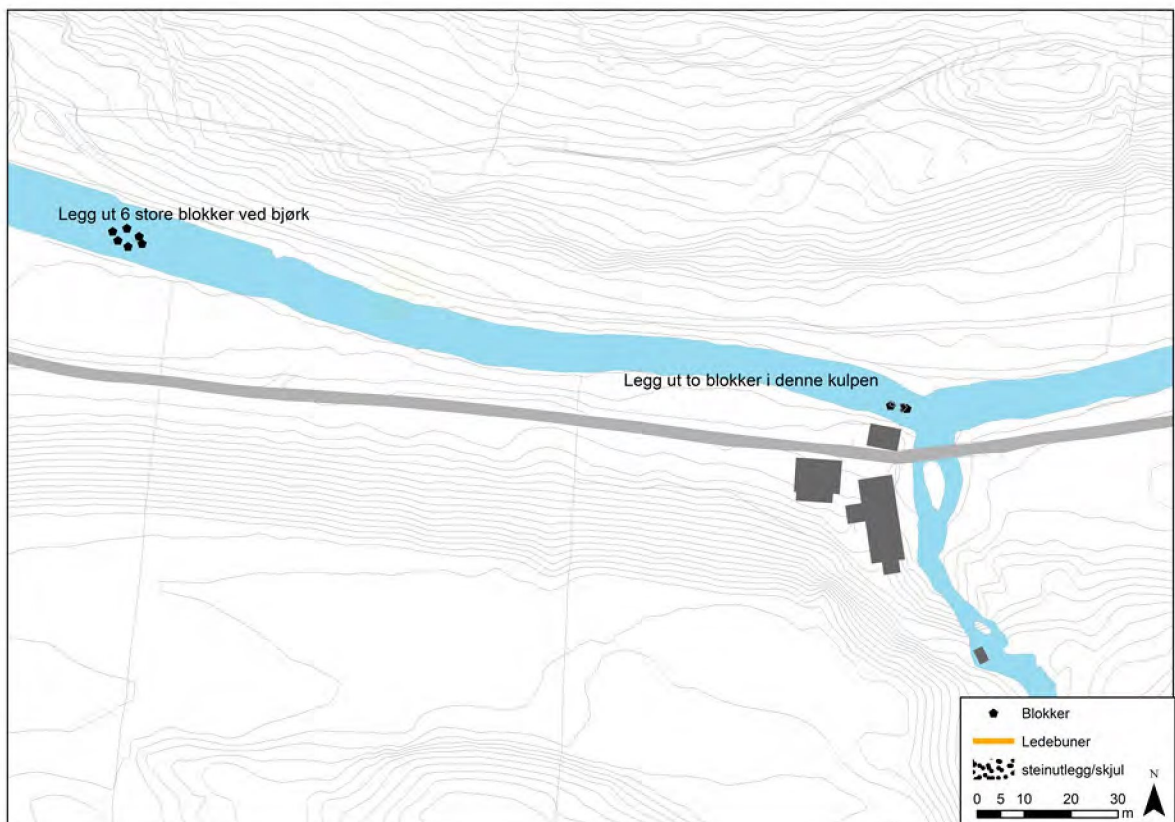 Legg ut 6 store blokker ved bjørk
Legg ut to blokker i denne kulpen
Blokker
Ledebuner
steinutlegg/skjul
N
0 5 10 20 30
m